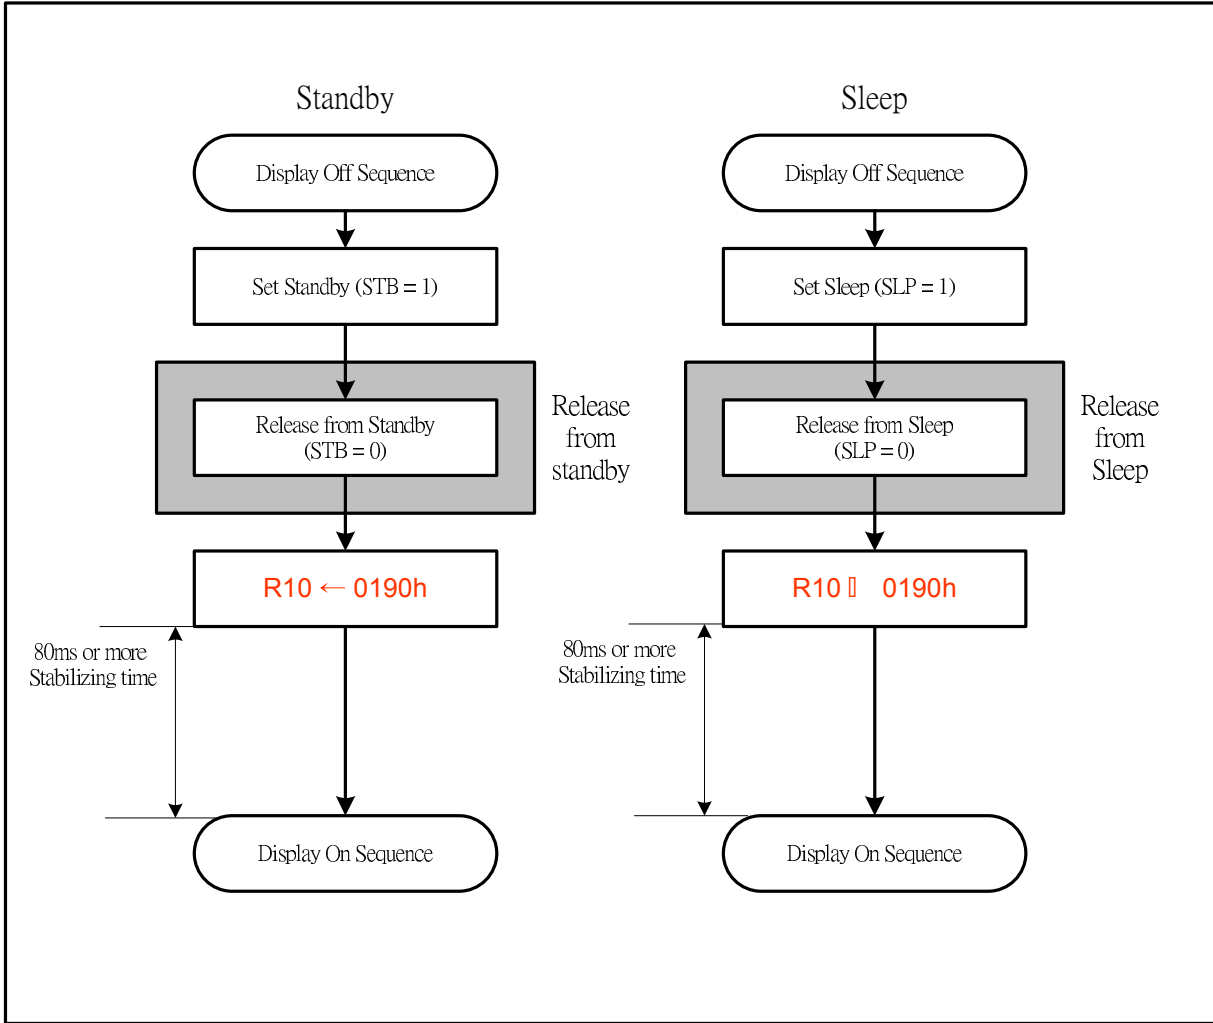 Standby
Display Off Sequence
Set Standby (STB = 1)
Release from Standby
(STB = 0)
Release
from
standby
R10 ← 0190h
80ms or more
Stabilizing time
Display On Sequence
Sleep
Display Off Sequence
Set Sleep (SLP = 1)
Release from Sleep
(SLP = 0)
Release
from
Sleep
R10 ▯ 0190h
80ms or more
Stabilizing time
Display On Sequence